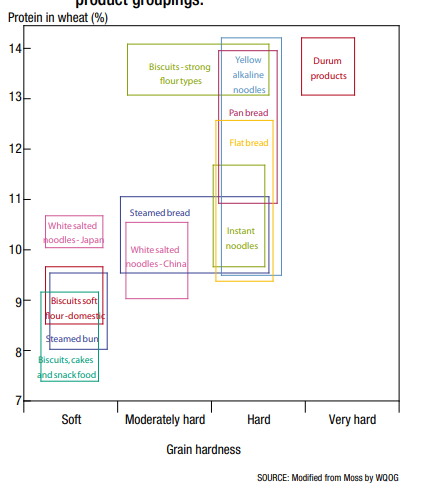 product groupings.
Protein in wheat (%)
14
13
12
11
10
9
8
7
Biscuits - strong
flour types
Yellow
alkaline
noodles
Durum
products
Pan bread
Flat bread
Steamed bread
White salted
noodles - Japan
Instant
noodles
White salted
noodles - China
Biscuits soft
flour - domestic
Steamed bun
Biscuits, cakes
and snack food
Soft
Moderately hard
Hard
Very hard
Grain hardness
SOURCE: Modified from Moss by WQOG